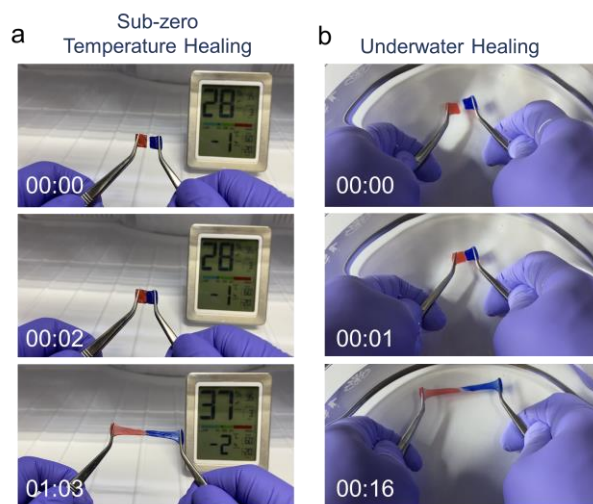 a
Sub-zero
Temperature Healing
b
Underwater Healing
28
-1
00:00
00:00
28
-1
00:02
00:01
37
-2
01:03
00:16